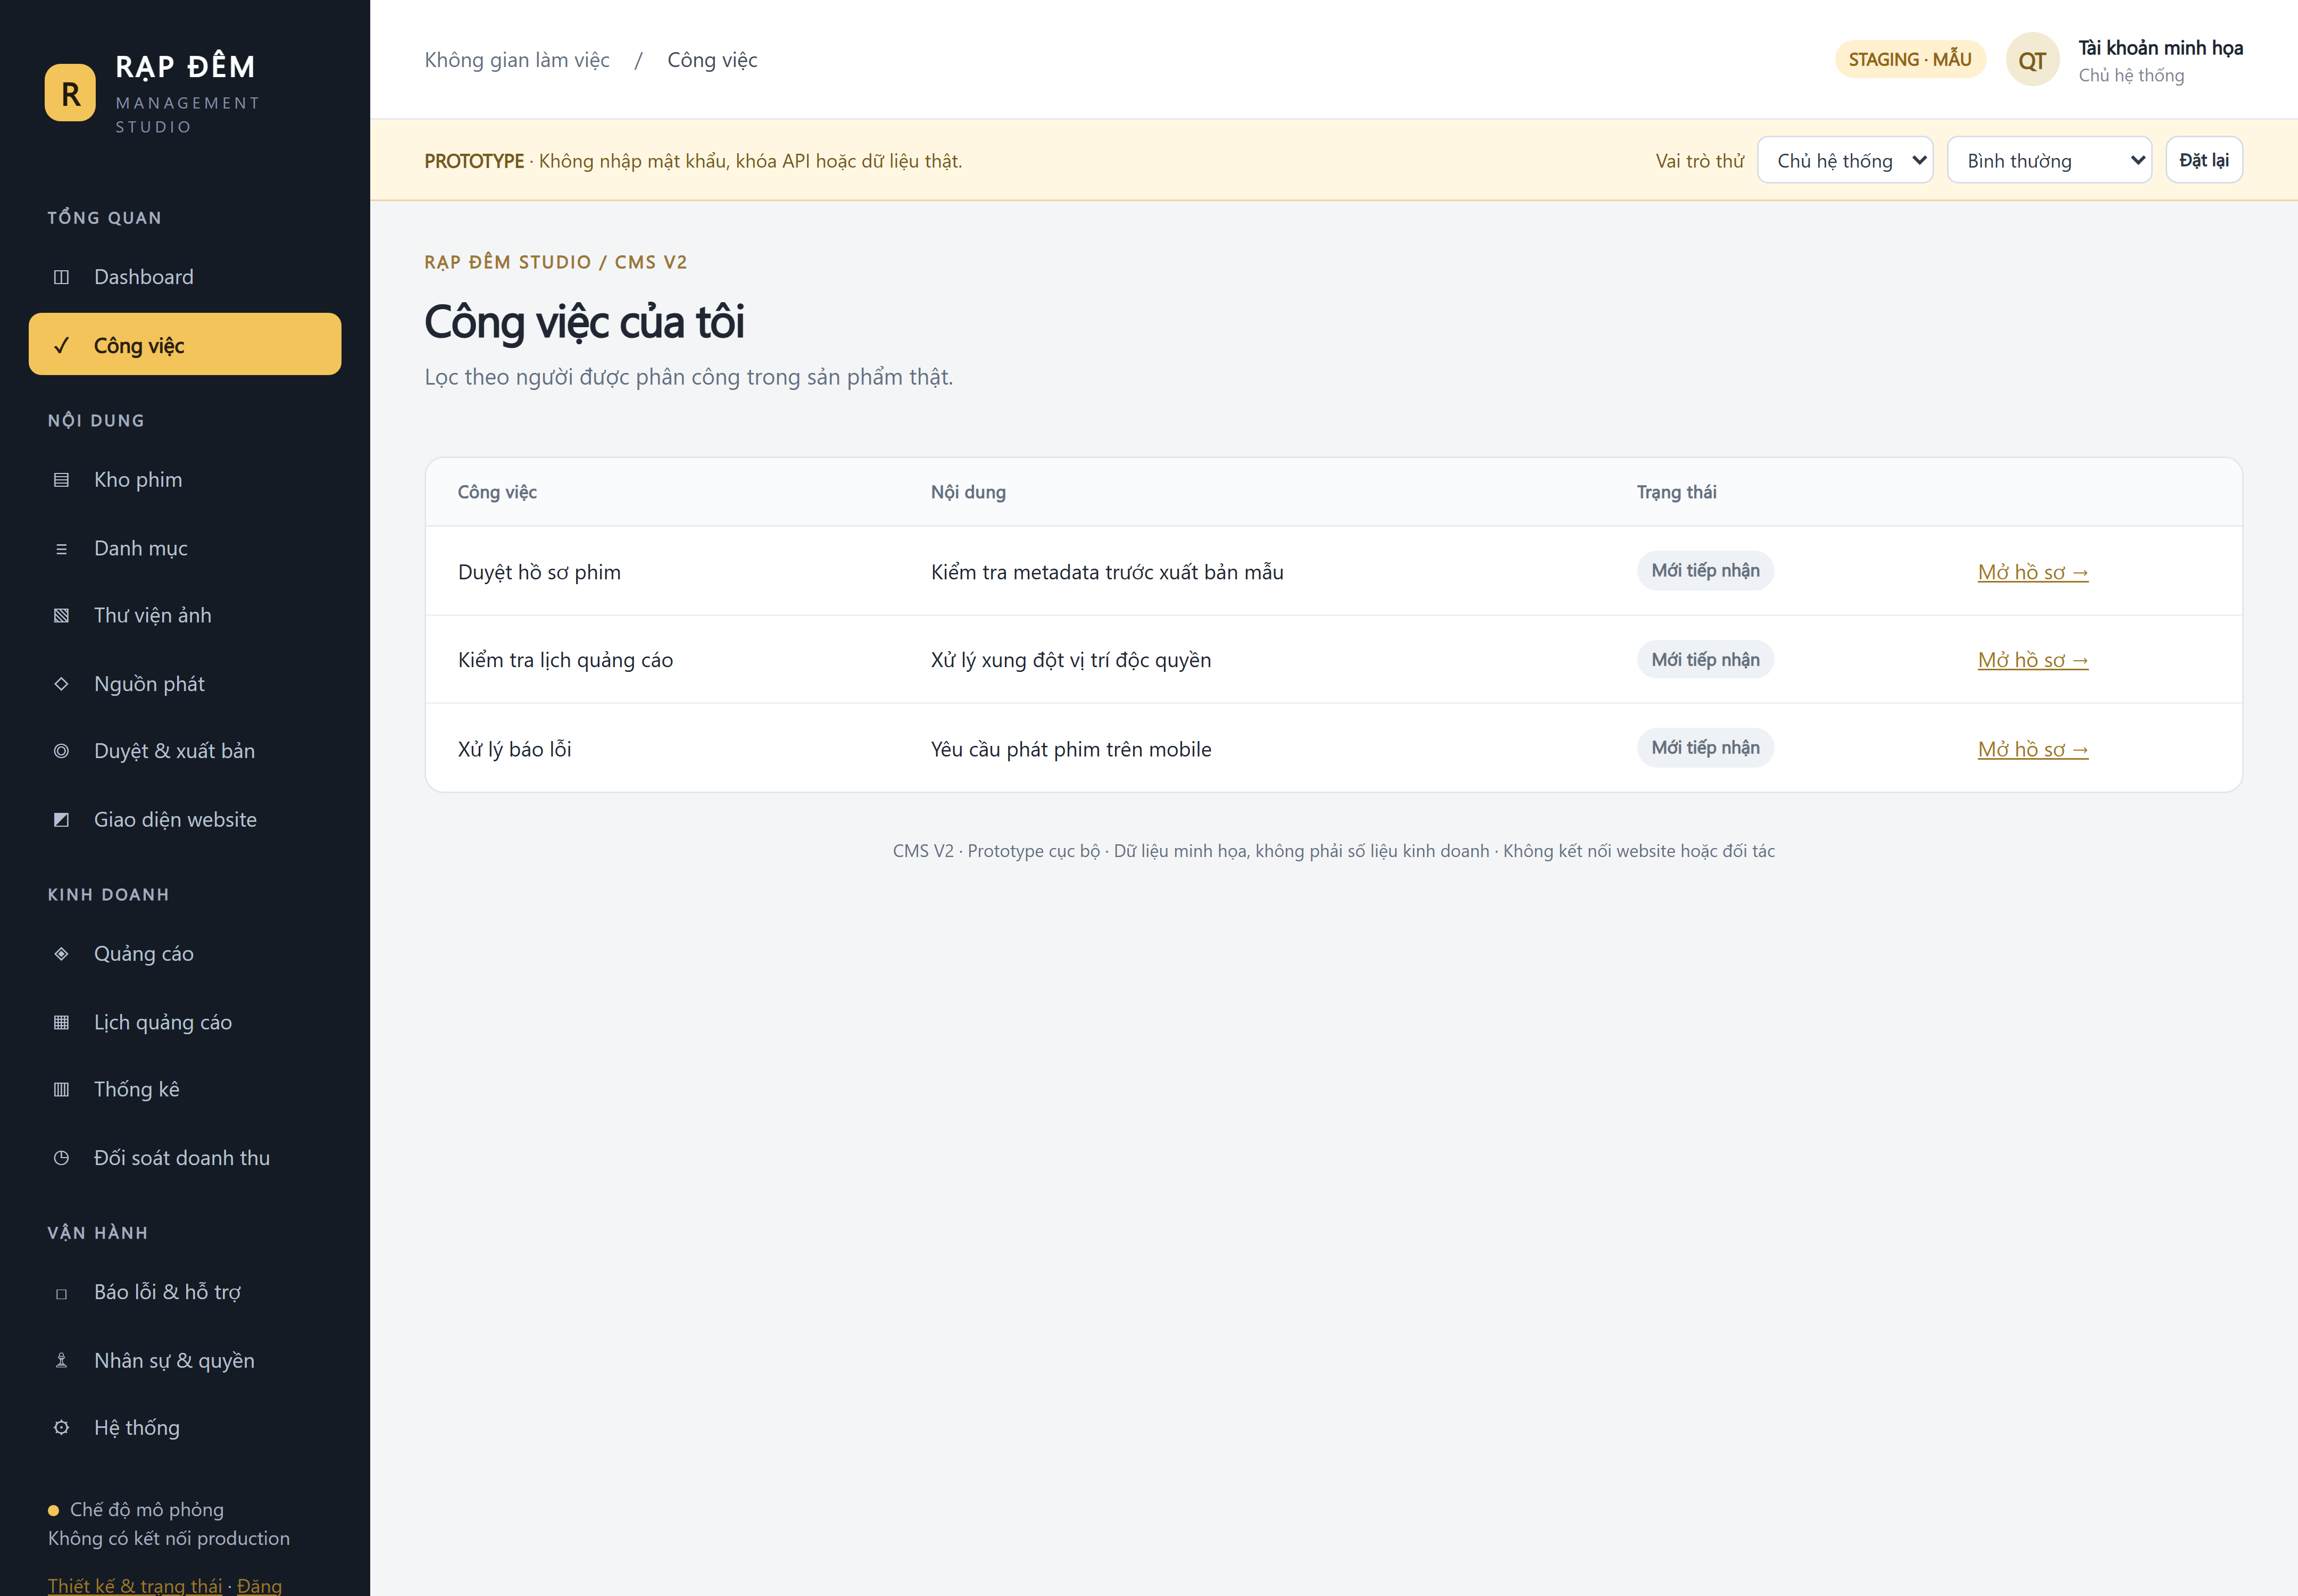 R
RẠP ĐÊM
MANAGEMENT
STUDIO
TỔNG QUAN
Dashboard
Công việc
NỘI DUNG
Kho phim
Danh mục
Thư viện ảnh
Nguồn phát
Duyệt & xuất bản
Giao diện website
KINH DOANH
Quảng cáo
Lịch quảng cáo
Thống kê
Đối soát doanh thu
VẬN HÀNH
Báo lỗi & hỗ trợ
Nhân sự & quyền
Hệ thống
Chế độ mô phỏng
Không có kết nối production
Thiết kế & trạng thái · Đăng
Không gian làm việc / Công việc
STAGING · MẪU
QT
Tài khoản minh họa
Chủ hệ thống
PROTOTYPE · Không nhập mật khẩu, khóa API hoặc dữ liệu thật.
Vai trò thử
Chủ hệ thống
Bình thường
Đặt lại
RẠP ĐÊM STUDIO / CMS V2
Công việc của tôi
Lọc theo người được phân công trong sản phẩm thật.
Công việc Nội dung Trạng thái
Duyệt hồ sơ phim Kiểm tra metadata trước xuất bản mẫu Mới tiếp nhận Mở hồ sơ →
Kiểm tra lịch quảng cáo Xử lý xung đột vị trí độc quyền Mới tiếp nhận Mở hồ sơ →
Xử lý báo lỗi Yêu cầu phát phim trên mobile Mới tiếp nhận Mở hồ sơ →
CMS V2 · Prototype cục bộ · Dữ liệu minh họa, không phải số liệu kinh doanh · Không kết nối website hoặc đối tác